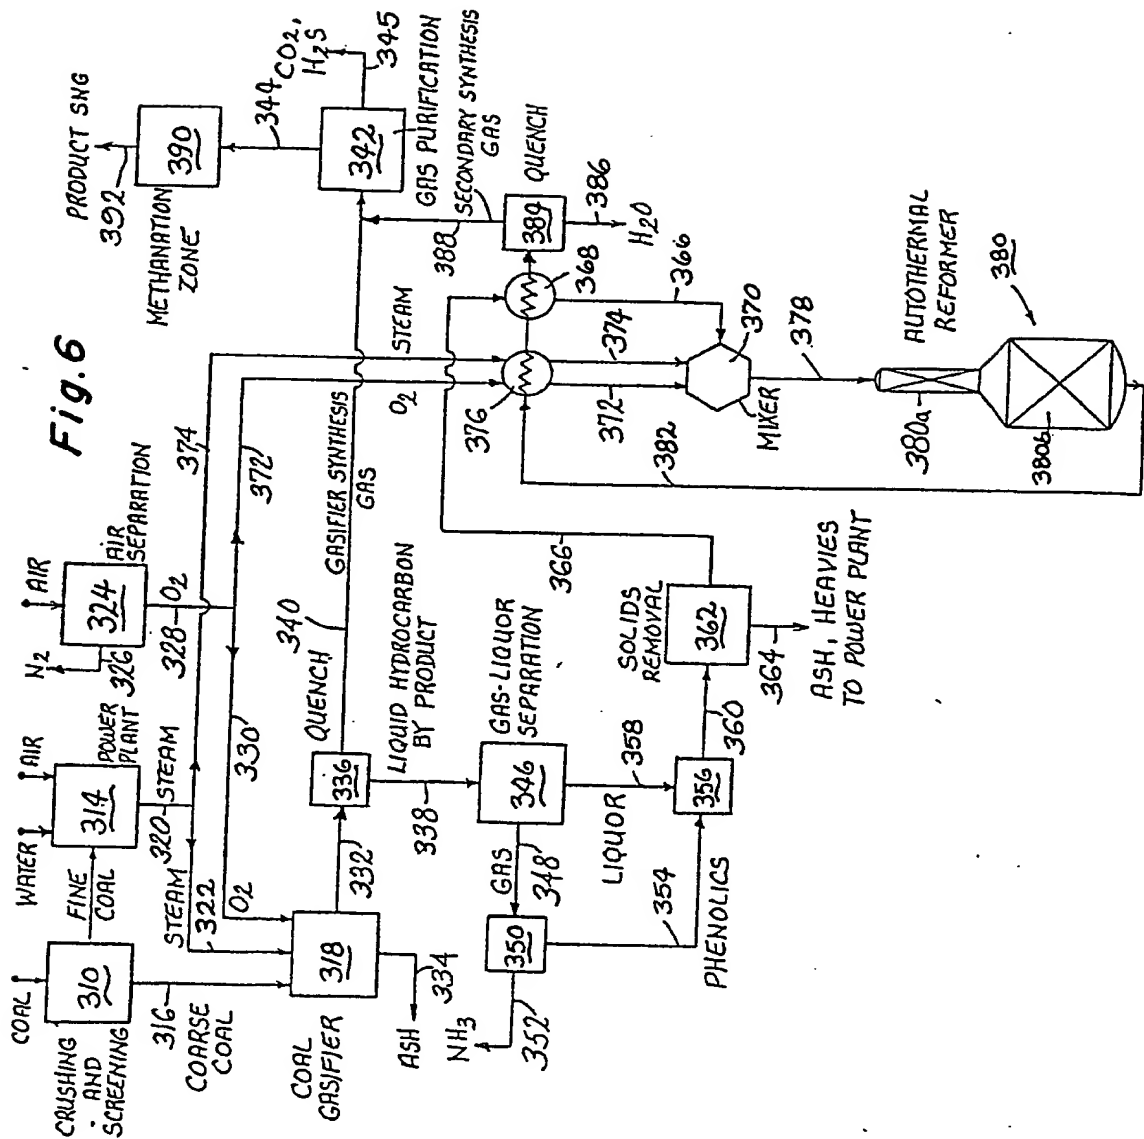 Fig. 6
COAL
310
CRUSHING
AND
SCREENING
FINE
COAL
WATER
AIR
314
POWER
PLANT
316
COARSE
COAL
320
STEAM
STEAM
322
AIR
324
AIR
SEPARATION
N2
326
328
O2
330
O2
372
374
318
COAL
GASIFIER
334
ASH
332
336
QUENCH
340
GASIFIER SYNTHESIS
GAS
338
LIQUID HYDROCARBON
BY PRODUCT
346
GAS-LIQUOR
SEPARATION
GAS
348
350
NH3
352
354
PHENOLICS
LIQUOR
358
356
360
362
SOLIDS
REMOVAL
364
ASH, HEAVIES
TO POWER PLANT
366
O2
STEAM
376
368
372
374
366
370
MIXER
378
382
380a
380b
380
AUTOTHERMAL
REFORMER
384
QUENCH
386
H2O
388
SECONDARY SYNTHESIS
GAS
342
GAS PURIFICATION
344
CO2,
H2S
345
390
METHANATION
ZONE
392
PRODUCT SNG